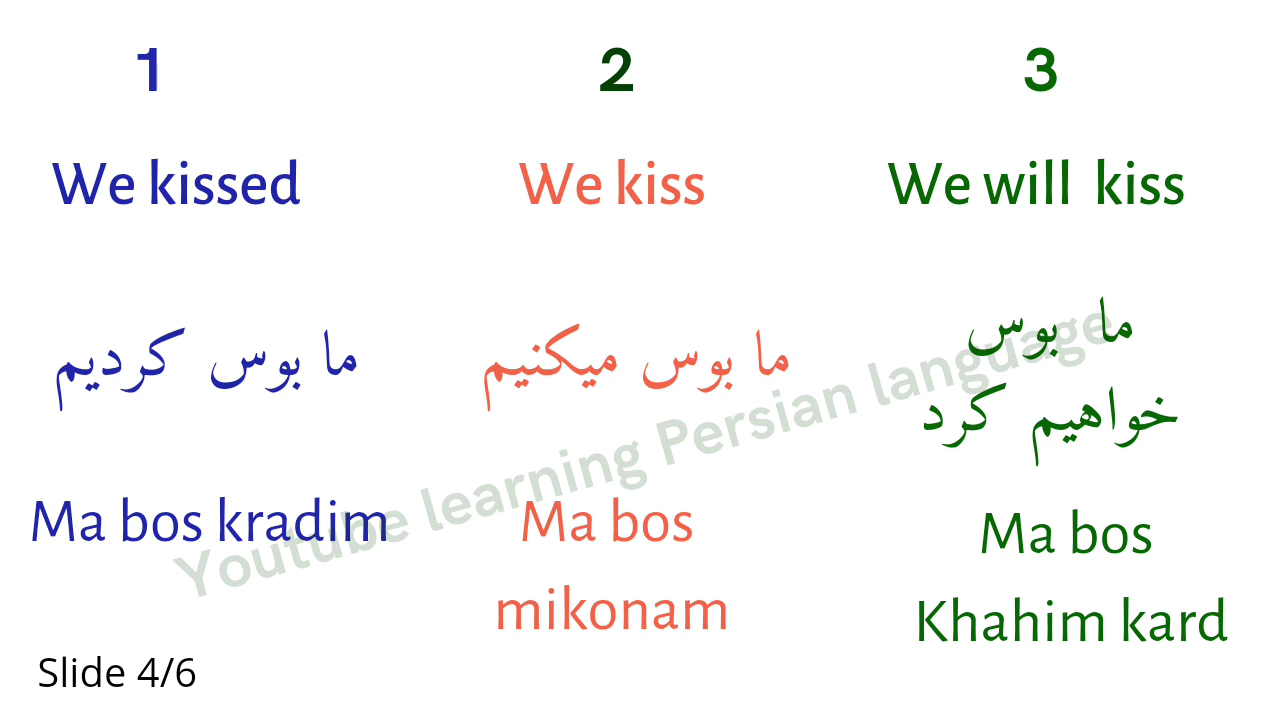 1
We kissed
ما بوس کردیم
Ma bos kradim
2
We kiss
ما بوس میکنیم
Ma bos
mikonam
3
We will kiss
ما بوس
خواهیم کرد
Ma bos
Khahim kard
Youtube learning Persian language
Slide 4/6